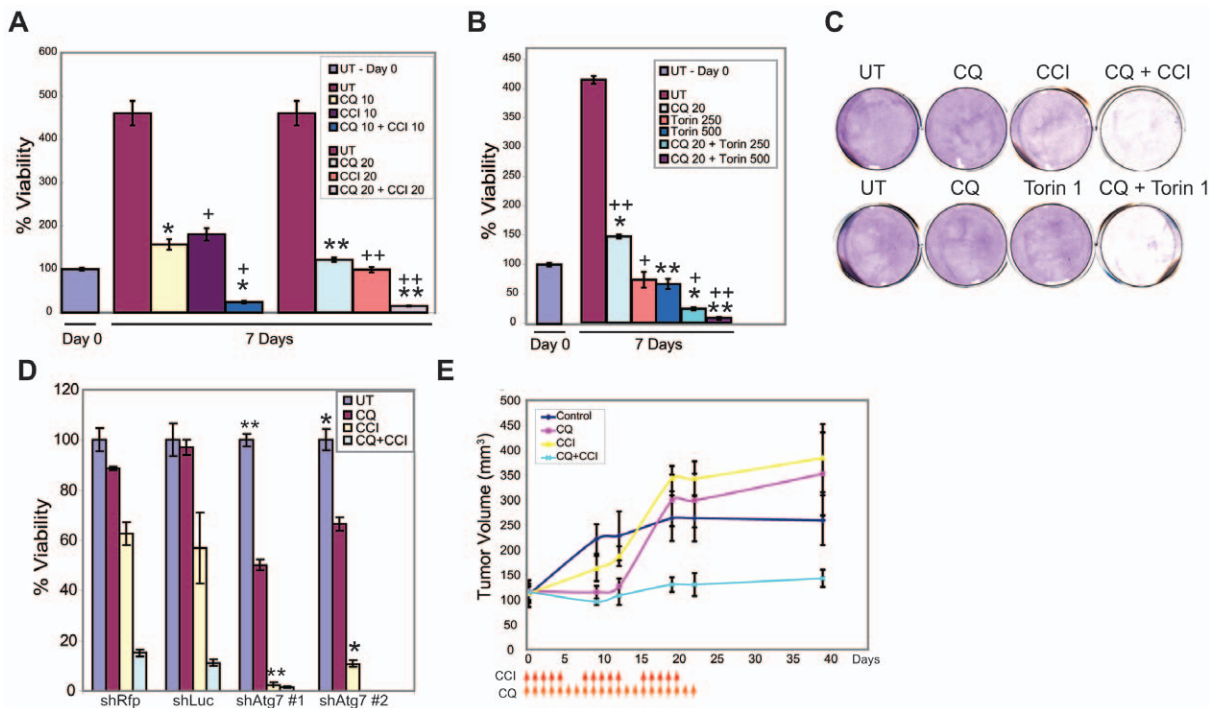 A
% Viability
600
500
400
300
200
100
0
UT - Day 0
UT
CQ 10
CCI 10
CQ 10 + CCI 10
UT
CQ 20
CCI 20
CQ 20 + CCI 20
*
+
+
*
**
++
++
**
Day 0
7 Days
B
% Viability
450
400
350
300
250
200
150
100
50
0
UT - Day 0
UT
CQ 20
Torin 250
Torin 500
CQ 20 + Torin 250
CQ 20 + Torin 500
++
*
+
**
+
*
++
**
Day 0
7 Days
C
UT CQ CCI CQ + CCI
UT CQ Torin 1 CQ + Torin 1
D
% Viability
120
100
80
60
40
20
0
UT
CQ
CCI
CQ+CCI
**
*
**
*
shRfp shLuc shAtg7 #1 shAtg7 #2
E
Tumor Volume (mm³)
500
450
400
350
300
250
200
150
100
50
0
Control
CQ
CCI
CQ+CCI
0 5 10 15 20 25 30 35 40 Days
CCI
CQ